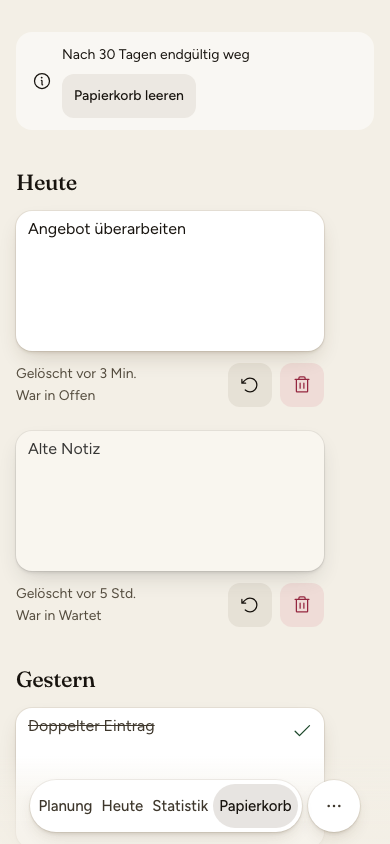 Nach 30 Tagen endgültig weg
Papierkorb leeren
Heute
Angebot überarbeiten
Gelöscht vor 3 Min.
War in Offen
Alte Notiz
Gelöscht vor 5 Std.
War in Wartet
Gestern
Doppelter Eintrag
Planung Heute Statistik Papierkorb